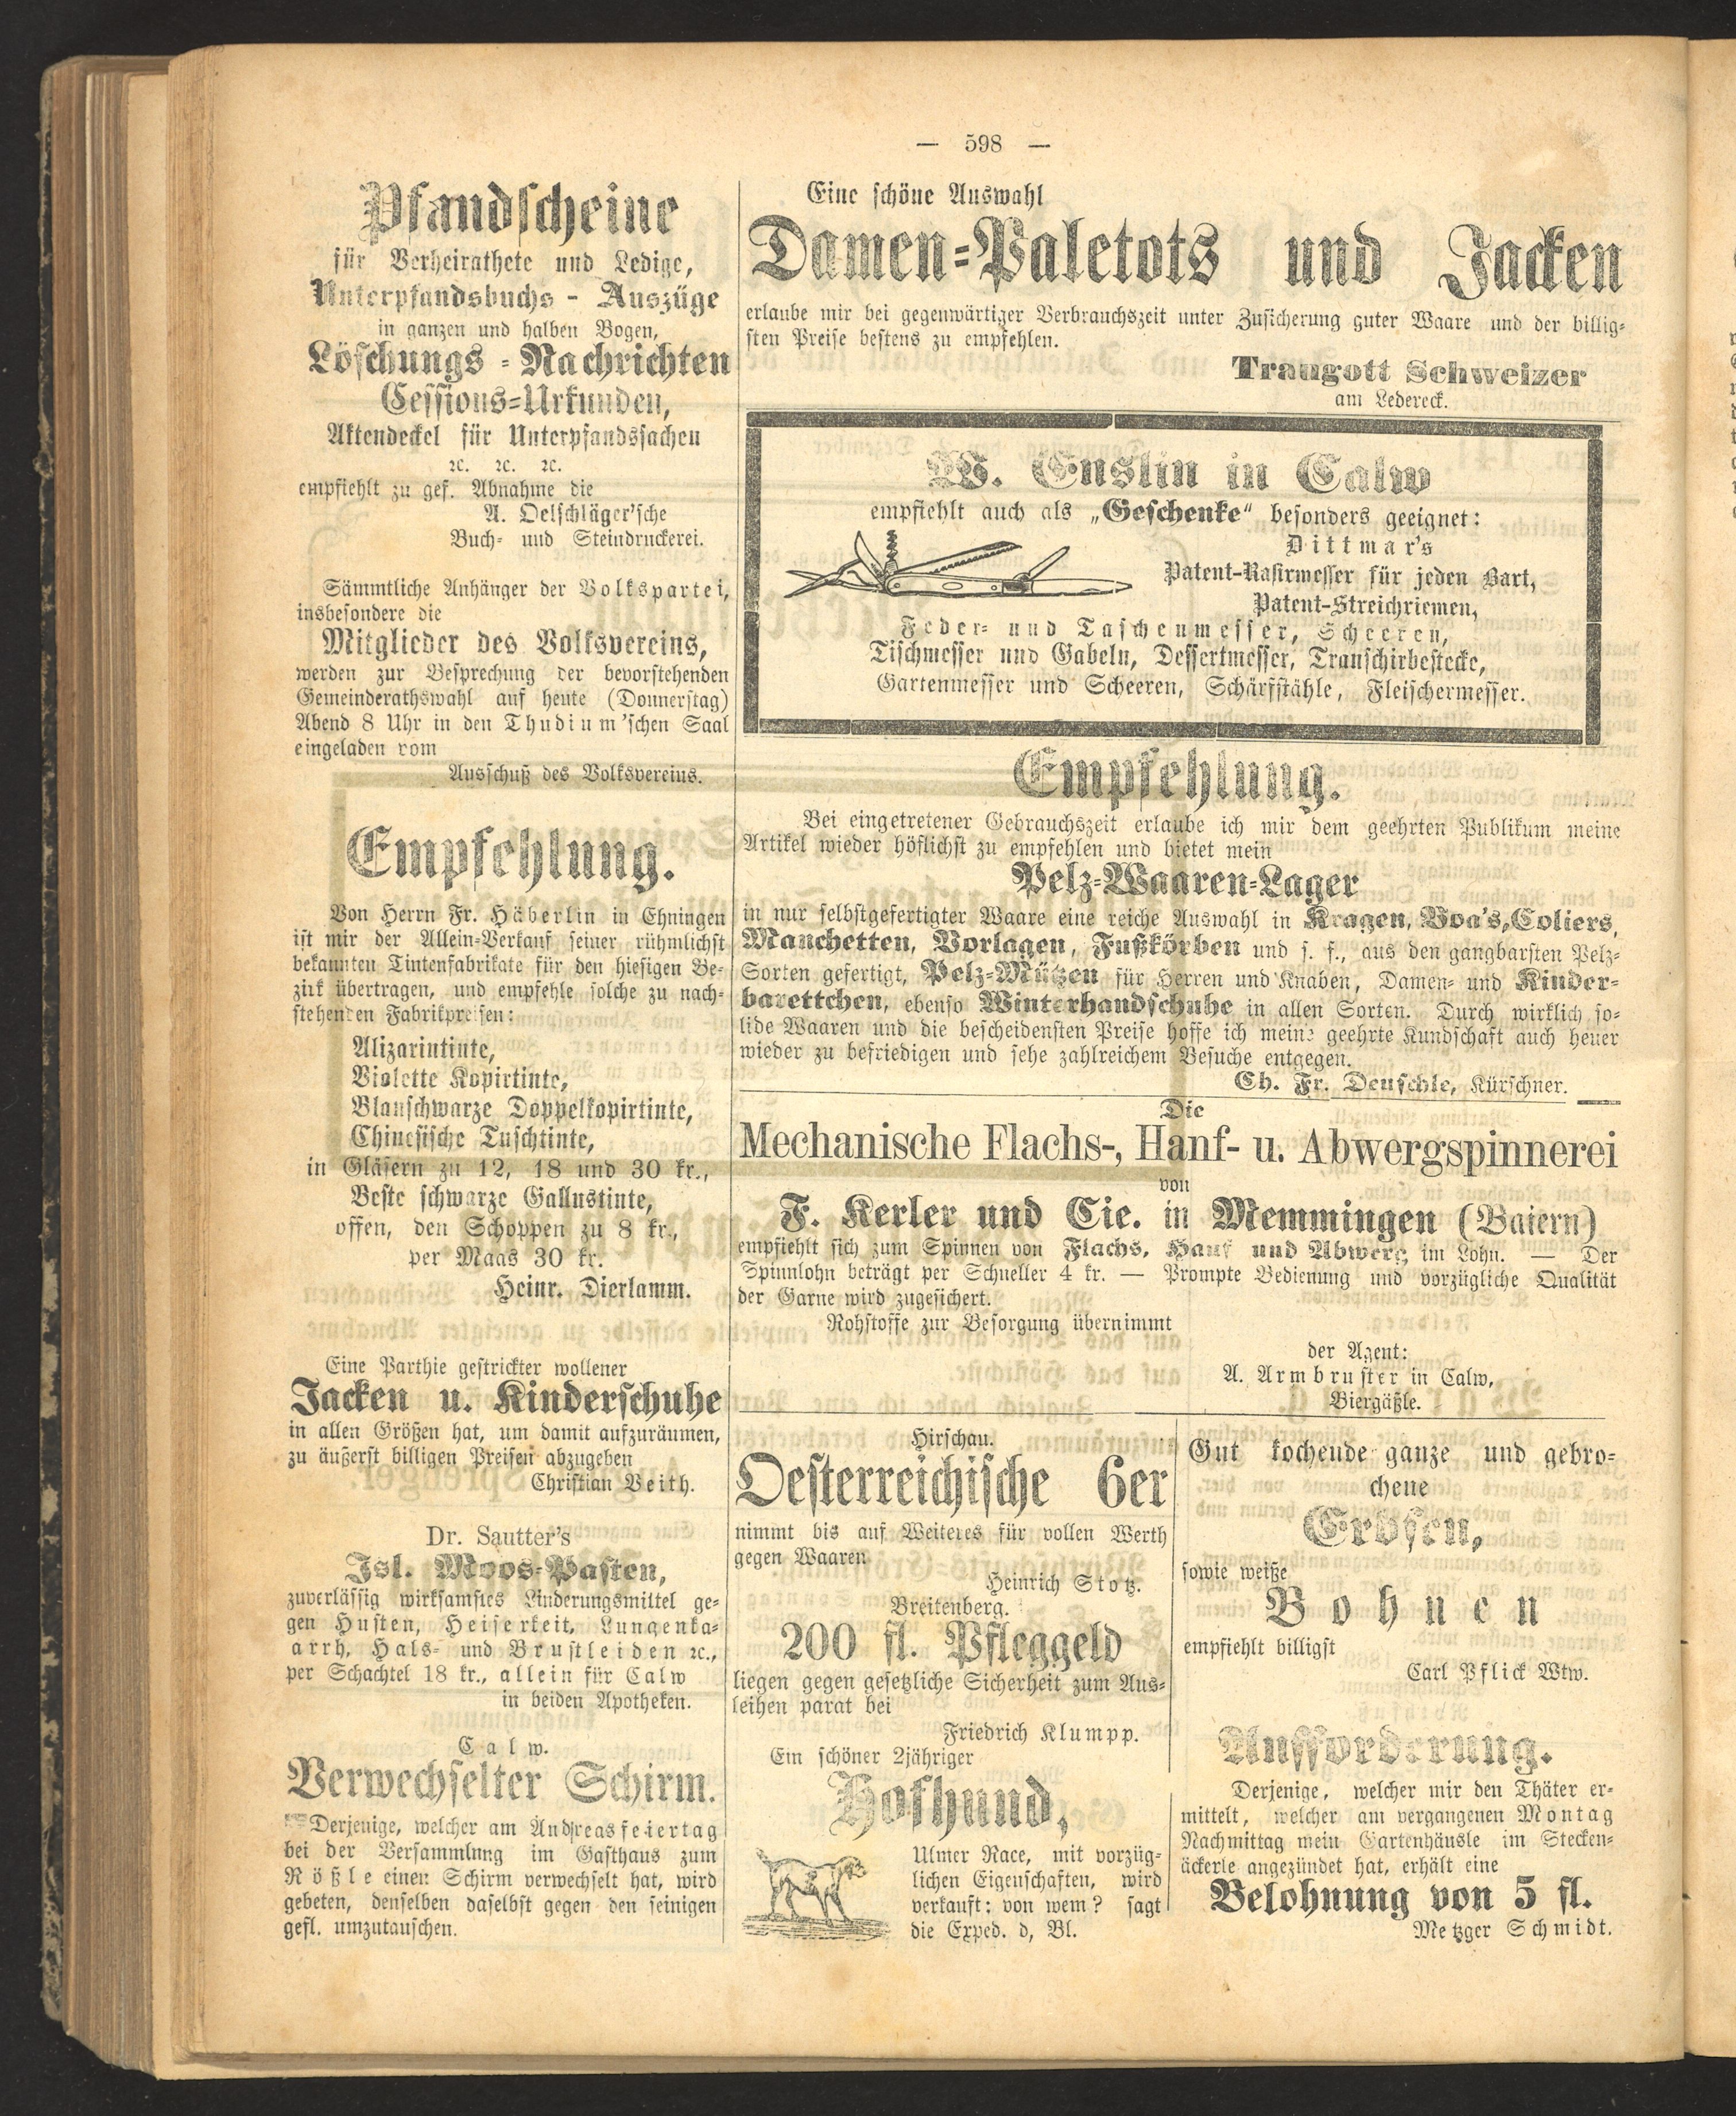 — 598 —
Pfandscheine
für Verheirathete und Ledige,
Unterpfandsbuchs - Auszüge
in ganzen und halben Bogen,
Löschungs - Nachrichten
Cessions-Urkunden,
Aktendeckel für Unterpfandssachen
ꝛc. ꝛc. ꝛc.
empfiehlt zu gef. Abnahme die
A. Oelschläger'sche
Buch- und Steindruckerei.
Sämmtliche Anhänger der Volkspartei,
insbesondere die
Mitglieder des Volksvereins,
werden zur Besprechung der bevorstehenden
Gemeinderathswahl auf heute (Donnerstag)
Abend 8 Uhr in den Thudium'schen Saal
eingeladen vom
Ausschuß des Volksvereins.
Empfehlung.
Von Herrn Fr. Häberlin in Ehningen
ist mir der Allein-Verkauf seiner rühmlichst
bekannten Tintenfabrikate für den hiesigen Be-
zirk übertragen, und empfehle solche zu nach-
stehenden Fabrikpreisen:
Alizarintinte,
Violette Kopirtinte,
Blauschwarze Doppelkopirtinte,
Chinesische Tuschtinte,
in Gläsern zu 12, 18 und 30 kr.,
Beste schwarze Gallustinte,
offen, den Schoppen zu 8 kr.,
per Maas 30 kr.
Heinr. Dierlamm.
Eine Parthie gestrickter wollener
Jacken u. Kinderschuhe
in allen Größen hat, um damit aufzuräumen,
zu äußerst billigen Preisen abzugeben
Christian Veith.
Dr. Sautter's
Isl. Moos-Pasten,
zuverlässig wirksamstes Linderungsmittel ge-
gen Husten, Heiserkeit, Lungenka-
arrh, Hals- und Brustleiden ꝛc.,
per Schachtel 18 kr., allein für Calw
in beiden Apotheken.
Calw.
Verwechselter Schirm.
Derjenige, welcher am Andreasfeiertag
bei der Versammlung im Gasthaus zum
Rößle einen Schirm verwechselt hat, wird
gebeten, denselben daselbst gegen den seinigen
gefl. umzutauschen.
Eine schöne Auswahl
Damen-Paletots und Jacken
erlaube mir bei gegenwärtiger Verbrauchszeit unter Zusicherung guter Waare und der billig-
sten Preise bestens zu empfehlen.
Traugott Schweizer
am Ledereck.
W. Enslin in Calw
empfiehlt auch als „Geschenke" besonders geeignet:
Dittmar's
Patent-Rasirmesser für jeden Bart,
Patent-Streichriemen,
Feder- und Taschenmesser, Scheeren,
Tischmesser und Gabeln, Dessertmesser, Transchirbestecke,
Gartenmesser und Scheeren, Schärfstähle, Fleischermesser.
Empfehlung.
Bei eingetretener Gebrauchszeit erlaube ich mir dem geehrten Publikum meine
Artikel wieder höflichst zu empfehlen und bietet mein
Pelz-Waaren-Lager
in nur selbstgefertigter Waare eine reiche Auswahl in Kragen, Boa's, Coliers,
Manchetten, Vorlagen, Fußkörben und s. f., aus den gangbarsten Pelz-
Sorten gefertigt, Pelz-Mützen für Herren und Knaben, Damen- und Kinder-
barettchen, ebenso Winterhandschuhe in allen Sorten. Durch wirklich so-
lide Waaren und die bescheidensten Preise hoffe ich meine geehrte Kundschaft auch heuer
wieder zu befriedigen und sehe zahlreichem Besuche entgegen.
Ch. Fr. Deuschle, Kürschner.
Die
Mechanische Flachs-, Hanf- u. Abwergspinnerei
von
F. Kerler und Cie. in Memmingen (Baiern)
empfiehlt sich zum Spinnen von Flachs, Hanf und Abwerg im Lohn. — Der
Spinnlohn beträgt per Schneller 4 kr. — Prompte Bedienung und vorzügliche Qualität
der Garne wird zugesichert.
Rohstoffe zur Besorgung übernimmt
der Agent:
A. Armbruster in Calw,
Biergäßle.
Hirschau.
Oesterreichische 6er
nimmt bis auf Weiteres für vollen Werth
gegen Waaren
Heinrich Stotz.
Breitenberg.
200 fl. Pfleggeld
liegen gegen gesetzliche Sicherheit zum Aus-
leihen parat bei
Friedrich Klumpp.
Ein schöner 2jähriger
Hofhund,
Ulmer Race, mit vorzüg-
lichen Eigenschaften, wird
verkauft: von wem? sagt
die Exped. d, Bl.
Gut kochende ganze und gebro-
chene
Erbsen,
sowie weiße
Bohnen
empfiehlt billigst
Carl Pflick Wtw.
Aufforderung.
Derjenige, welcher mir den Thäter er-
mittelt, welcher am vergangenen Montag
Nachmittag mein Gartenhäusle im Stecken-
äckerle angezündet hat, erhält eine
Belohnung von 5 fl.
Metzger Schmidt.